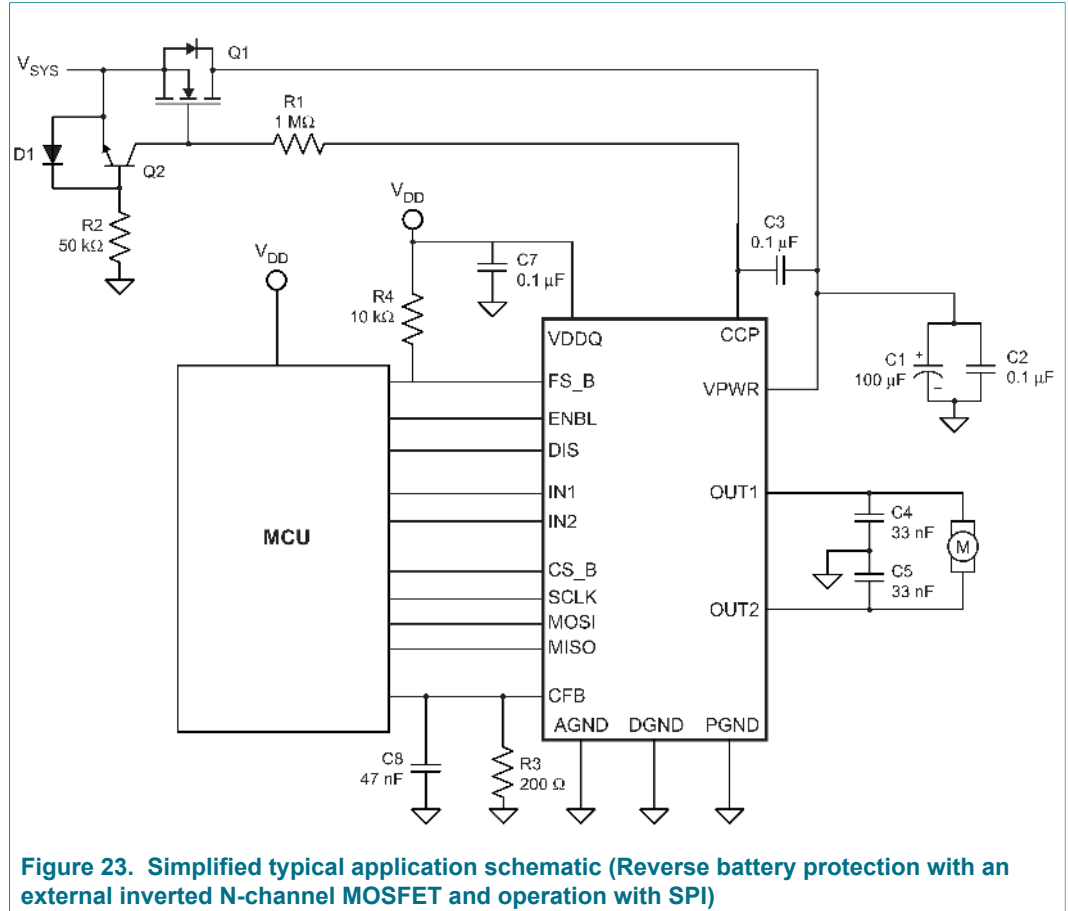 VSYS
Q1
R1
1 MΩ
D1
Q2
R2
50 kΩ
VDD
VDD
C7
0.1 µF
R4
10 kΩ
C3
0.1 µF
C1
100 µF
+
−
C2
0.1 µF
VDDQ
CCP
FS_B
VPWR
ENBL
DIS
IN1
OUT1
IN2
MCU
C4
33 nF
M
CS_B
C5
33 nF
SCLK
OUT2
MOSI
MISO
CFB
AGND DGND PGND
C8
47 nF
R3
200 Ω
Figure 23. Simplified typical application schematic (Reverse battery protection with an
external inverted N-channel MOSFET and operation with SPI)